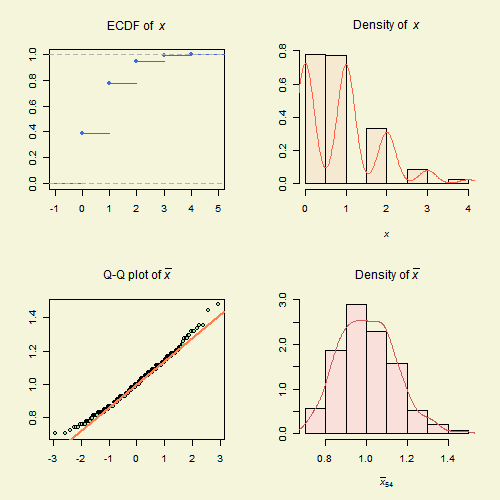 ECDF of x
1.0
0.8
0.6
0.4
0.2
0.0
-1 0 1 2 3 4 5
Density of x
0.8
0.6
0.4
0.2
0.0
0 1 2 3 4
x
Q-Q plot of x̅
1.4
1.2
1.0
0.8
-3 -2 -1 0 1 2 3
Density of x̅
3.0
2.0
1.0
0.0
0.8 1.0 1.2 1.4
x̅₅₄